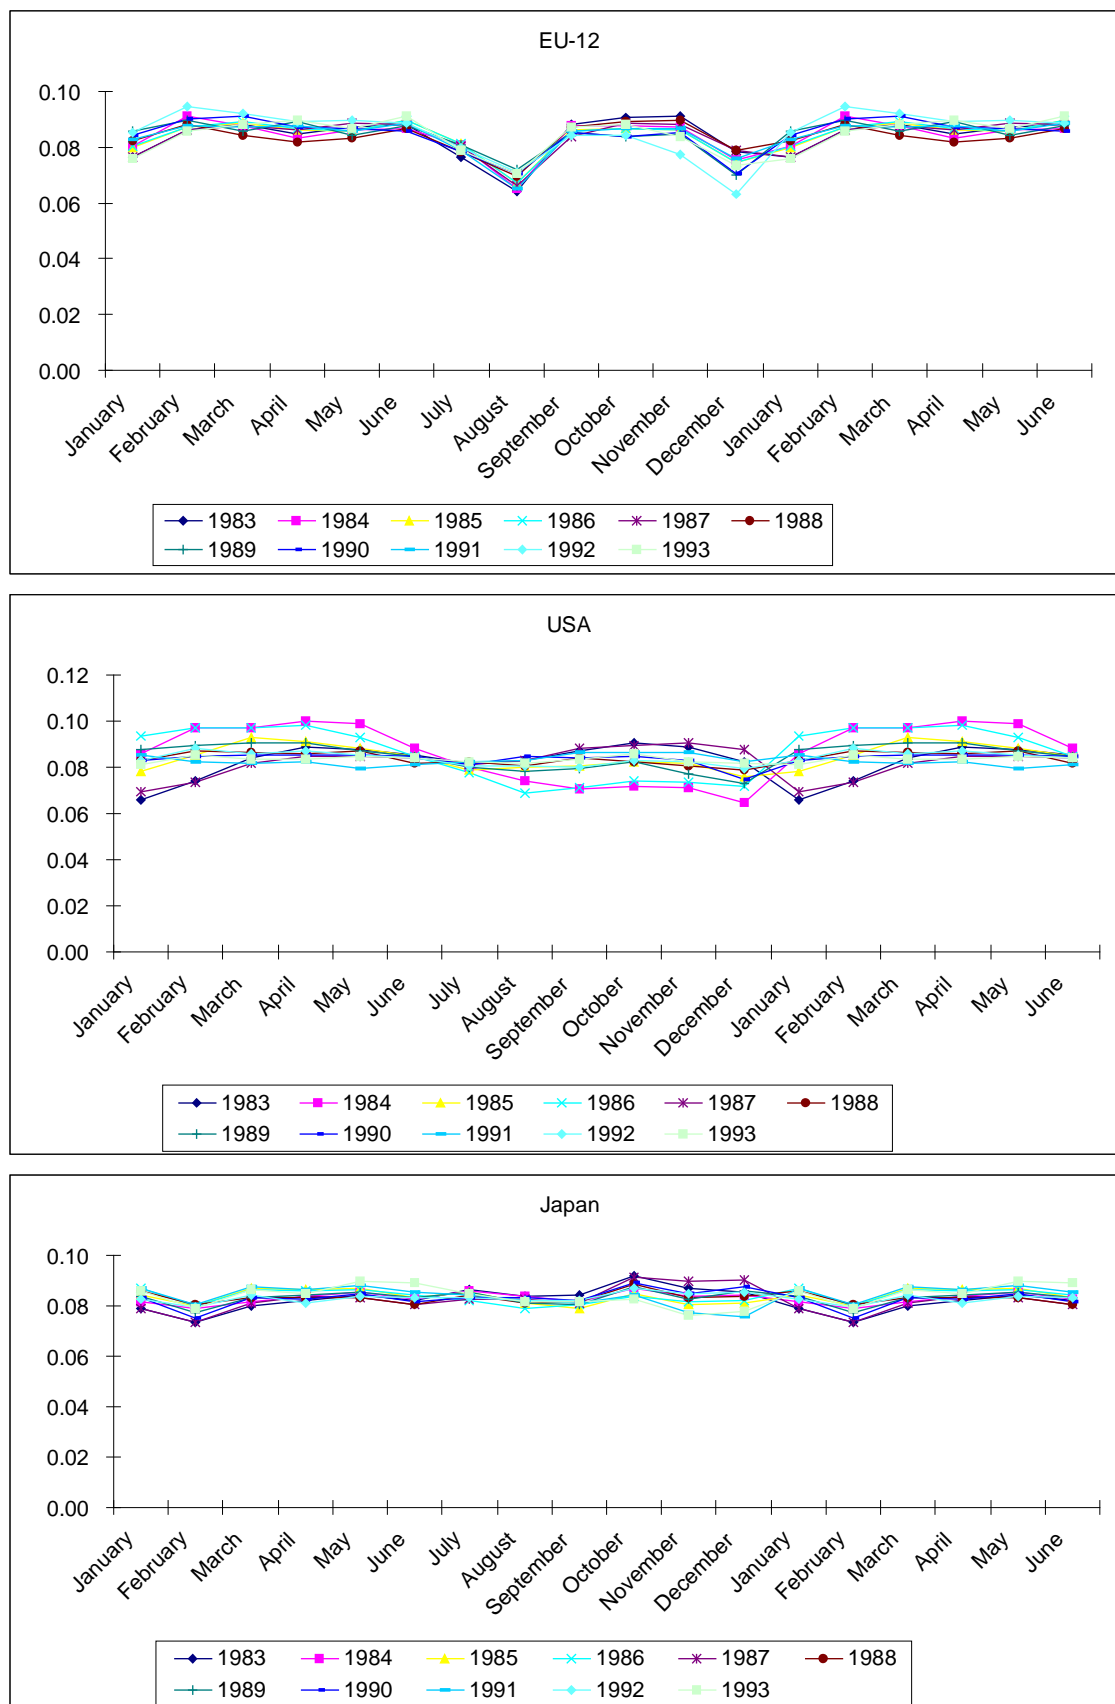 EU-12
0.10
0.08
0.06
0.04
0.02
0.00
January February March April May June July August September October November December January February March April May June
1983 1984 1985 1986 1987 1988
1989 1990 1991 1992 1993
USA
0.12
0.10
0.08
0.06
0.04
0.02
0.00
January February March April May June July August September October November December January February March April May June
1983 1984 1985 1986 1987 1988
1989 1990 1991 1992 1993
Japan
0.10
0.08
0.06
0.04
0.02
0.00
January February March April May June July August September October November December January February March April May June
1983 1984 1985 1986 1987 1988
1989 1990 1991 1992 1993